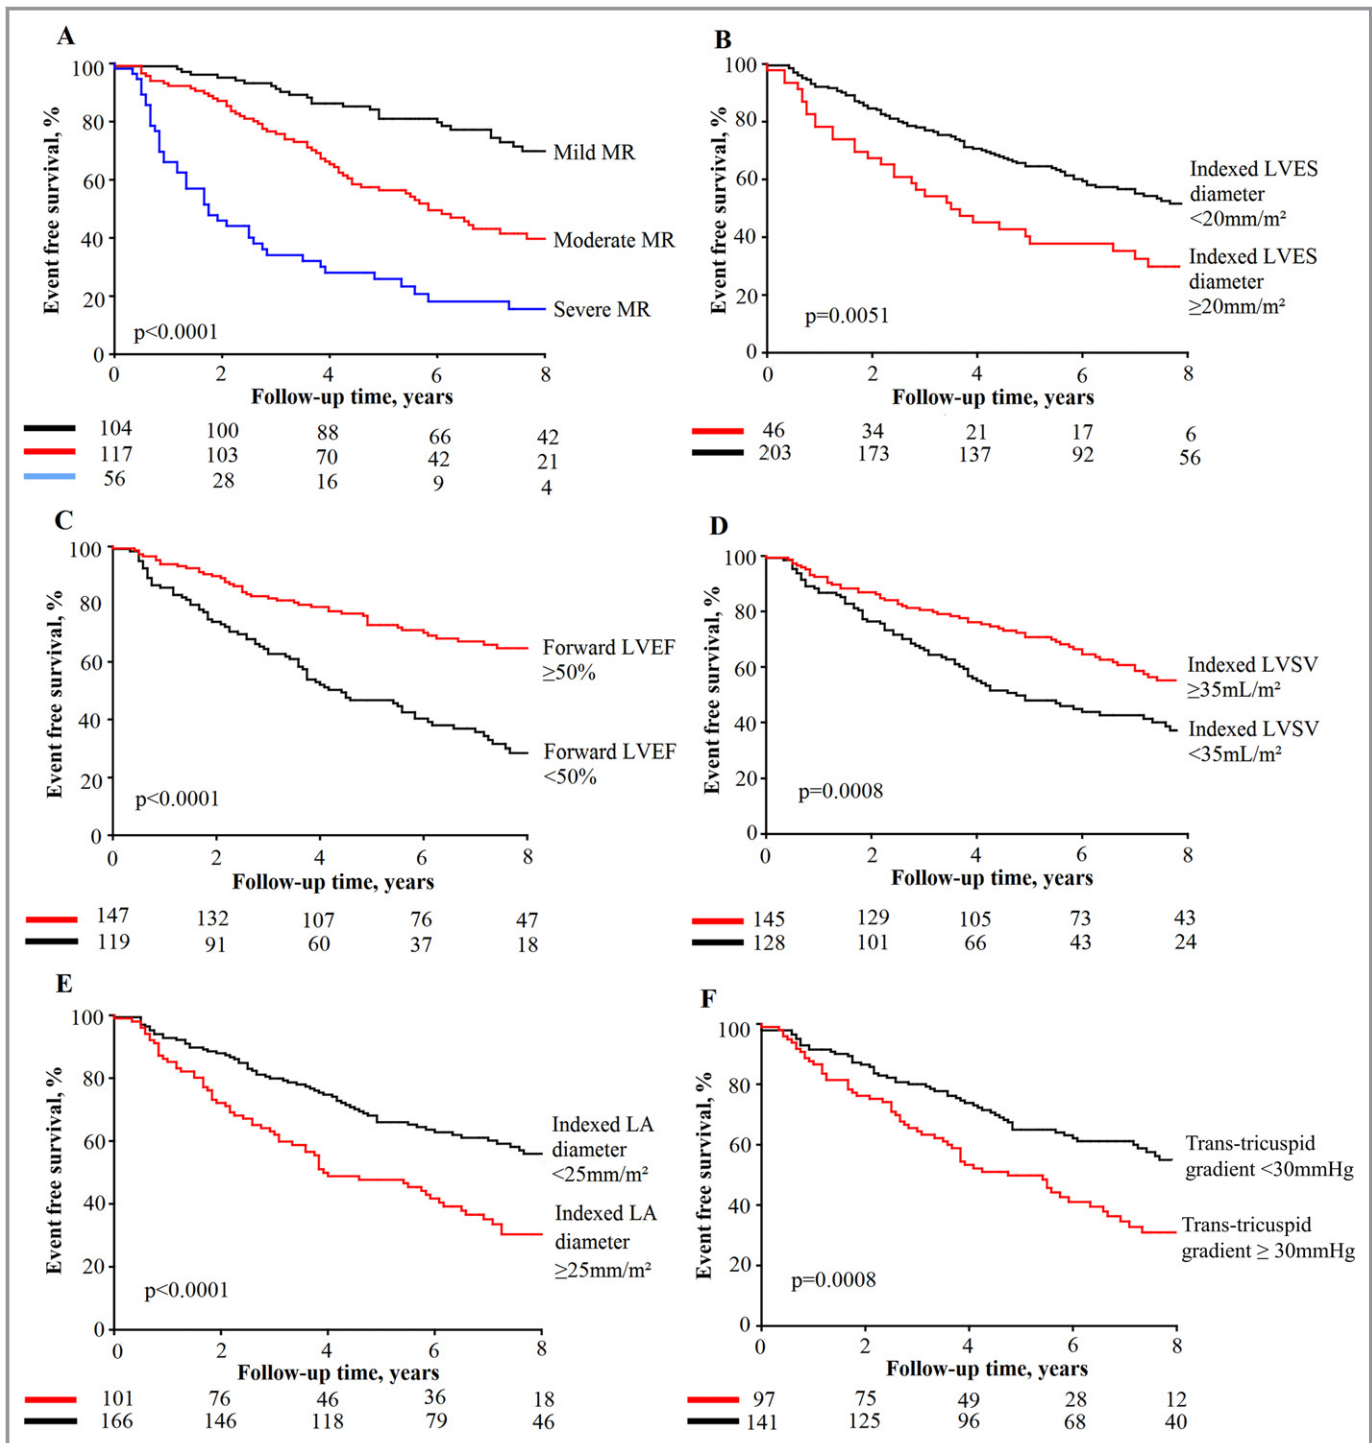 A
Event free survival, %
100
80
60
40
20
0
0 2 4 6 8
Mild MR
Moderate MR
Severe MR
p<0.0001
Follow-up time, years
104 100 88 66 42
117 103 70 42 21
56 28 16 9 4
B
Event free survival, %
100
80
60
40
20
0
0 2 4 6 8
Indexed LVES
diameter
<20mm/m²
Indexed LVES
diameter
≥20mm/m²
p=0.0051
Follow-up time, years
46 34 21 17 6
203 173 137 92 56
C
Event free survival, %
100
80
60
40
20
0
0 2 4 6 8
Forward LVEF
≥50%
Forward LVEF
<50%
p<0.0001
Follow-up time, years
147 132 107 76 47
119 91 60 37 18
D
Event free survival, %
100
80
60
40
20
0
0 2 4 6 8
Indexed LVSV
≥35mL/m²
Indexed LVSV
<35mL/m²
p=0.0008
Follow-up time, years
145 129 105 73 43
128 101 66 43 24
E
Event free survival, %
100
80
60
40
20
0
0 2 4 6 8
Indexed LA
diameter
<25mm/m²
Indexed LA
diameter
≥25mm/m²
p<0.0001
Follow-up time, years
101 76 46 36 18
166 146 118 79 46
F
Event free survival, %
100
80
60
40
20
0
0 2 4 6 8
Trans-tricuspid
gradient <30mmHg
Trans-tricuspid
gradient ≥ 30mmHg
p=0.0008
Follow-up time, years
97 75 49 28 12
141 125 96 68 40